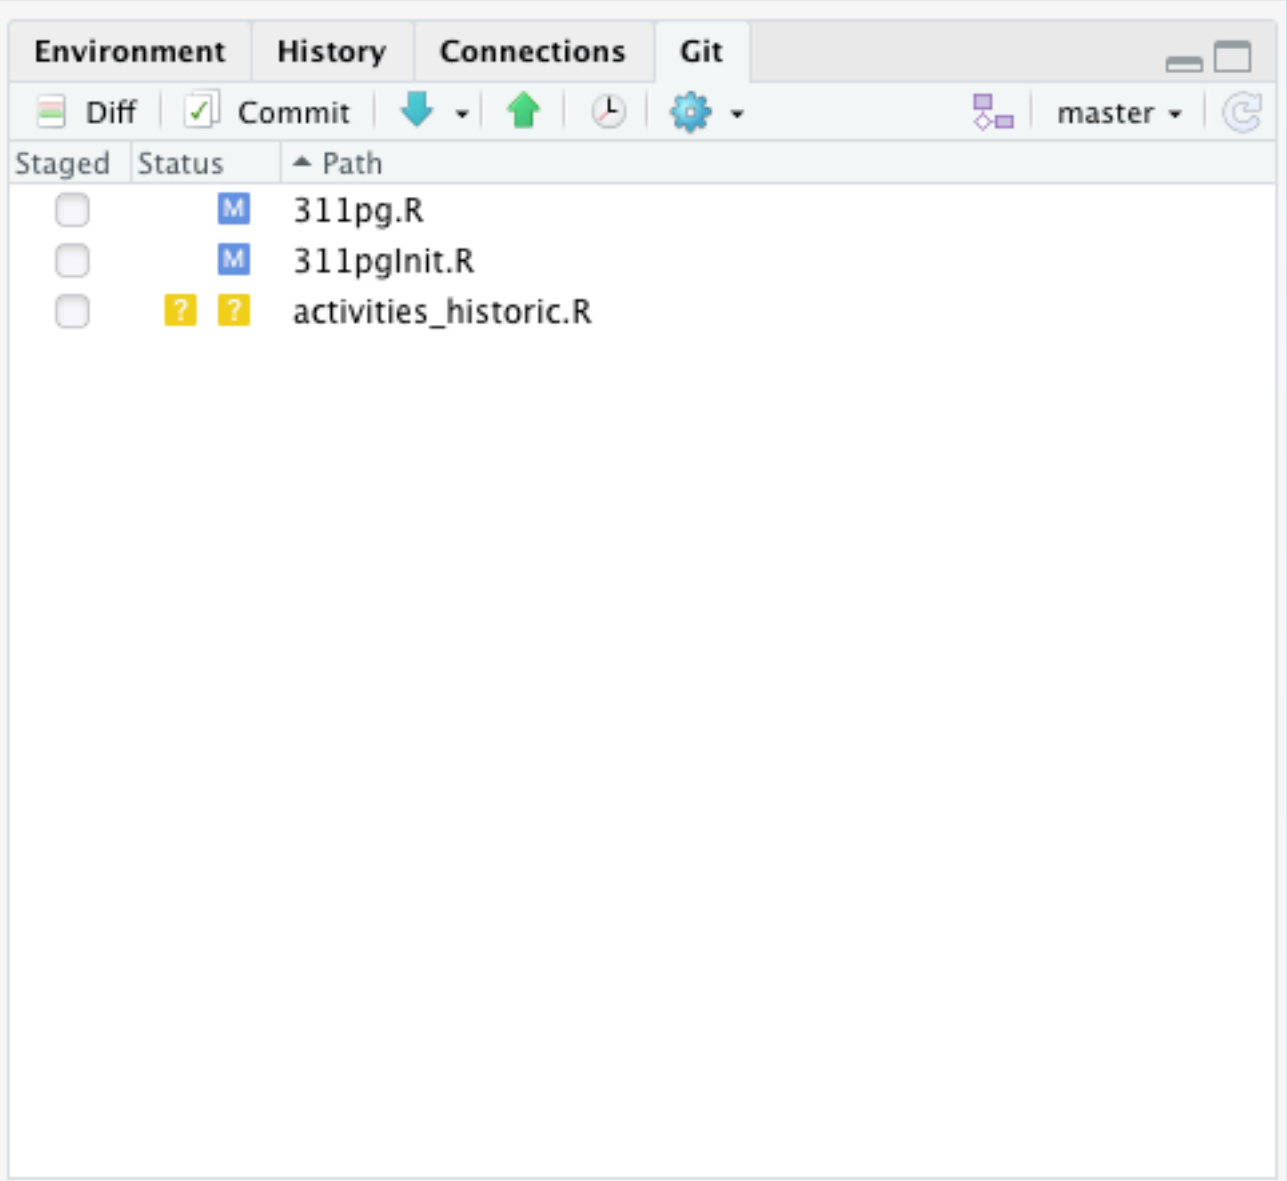 Environment History Connections Git
Diff Commit master
Staged Status Path
M 311pg.R
M 311pgInit.R
? ? activities_historic.R